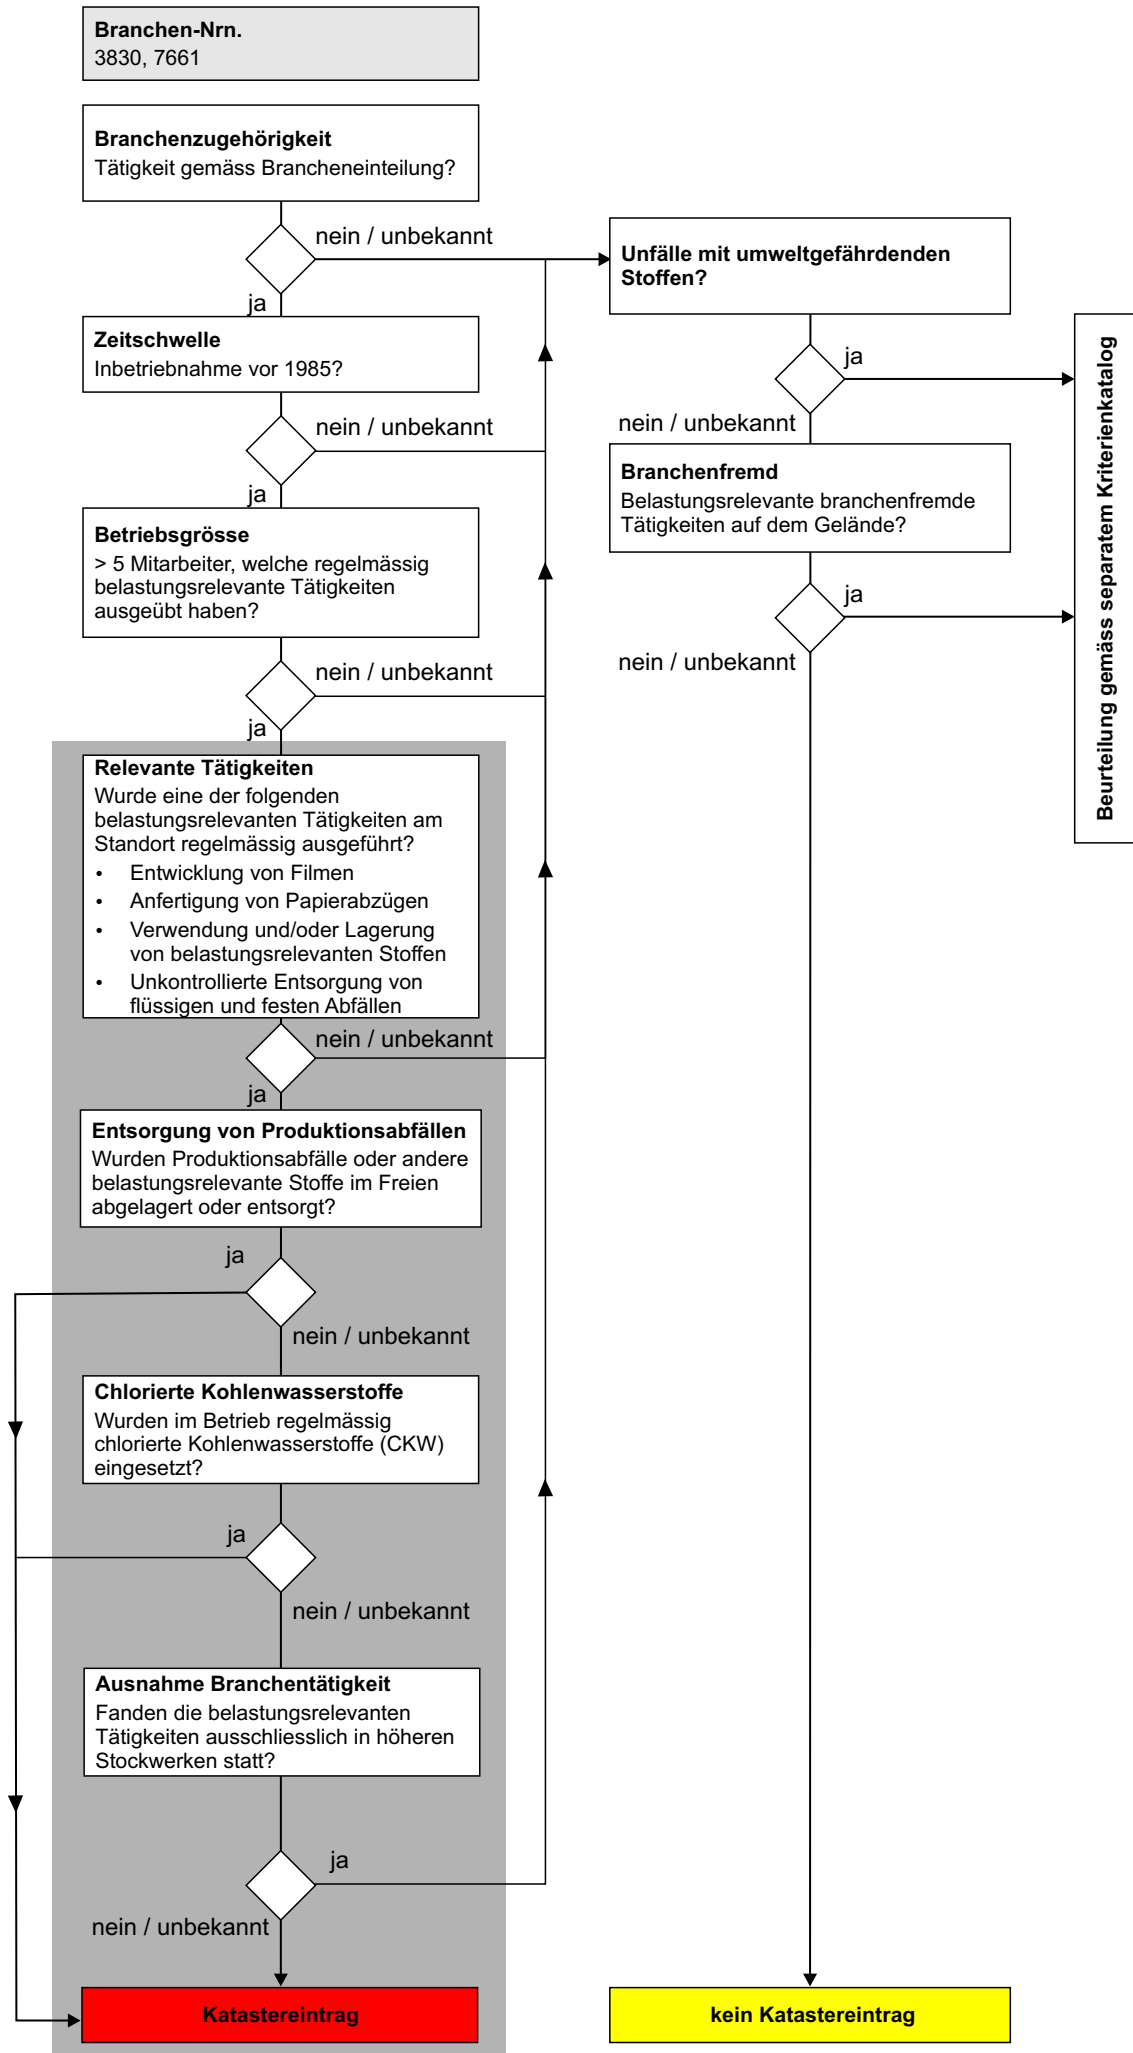 Branchen-Nrn.
3830, 7661
Branchenzugehörigkeit
Tätigkeit gemäss Brancheneinteilung?
nein / unbekannt
ja
Zeitschwelle
Inbetriebnahme vor 1985?
nein / unbekannt
ja
Betriebsgrösse
> 5 Mitarbeiter, welche regelmässig
belastungsrelevante Tätigkeiten
ausgeübt haben?
nein / unbekannt
ja
Relevante Tätigkeiten
Wurde eine der folgenden
belastungsrelevanten Tätigkeiten am
Standort regelmässig ausgeführt?
• Entwicklung von Filmen
• Anfertigung von Papierabzügen
• Verwendung und/oder Lagerung
von belastungsrelevanten Stoffen
• Unkontrollierte Entsorgung von
flüssigen und festen Abfällen
nein / unbekannt
ja
Entsorgung von Produktionsabfällen
Wurden Produktionsabfälle oder andere
belastungsrelevante Stoffe im Freien
abgelagert oder entsorgt?
ja
nein / unbekannt
Chlorierte Kohlenwasserstoffe
Wurden im Betrieb regelmässig
chlorierte Kohlenwasserstoffe (CKW)
eingesetzt?
ja
nein / unbekannt
Ausnahme Branchentätigkeit
Fanden die belastungsrelevanten
Tätigkeiten ausschliesslich in höheren
Stockwerken statt?
ja
nein / unbekannt
Katastereintrag
Unfälle mit umweltgefährdenden
Stoffen?
ja
nein / unbekannt
Branchenfremd
Belastungsrelevante branchenfremde
Tätigkeiten auf dem Gelände?
ja
nein / unbekannt
kein Katastereintrag
Beurteilung gemäss separatem Kriterienkatalog